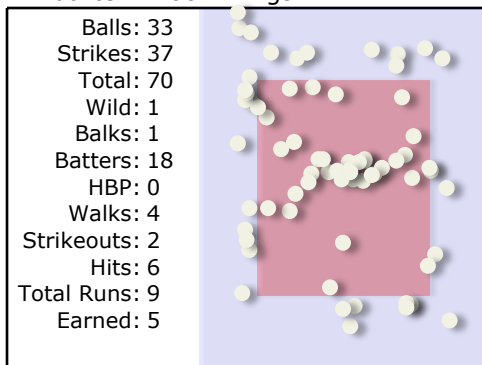 Balls: 33
Strikes: 37
Total: 70
Wild: 1
Balks: 1
Batters: 18
HBP: 0
Walks: 4
Strikeouts: 2
Hits: 6
Total Runs: 9
Earned: 5